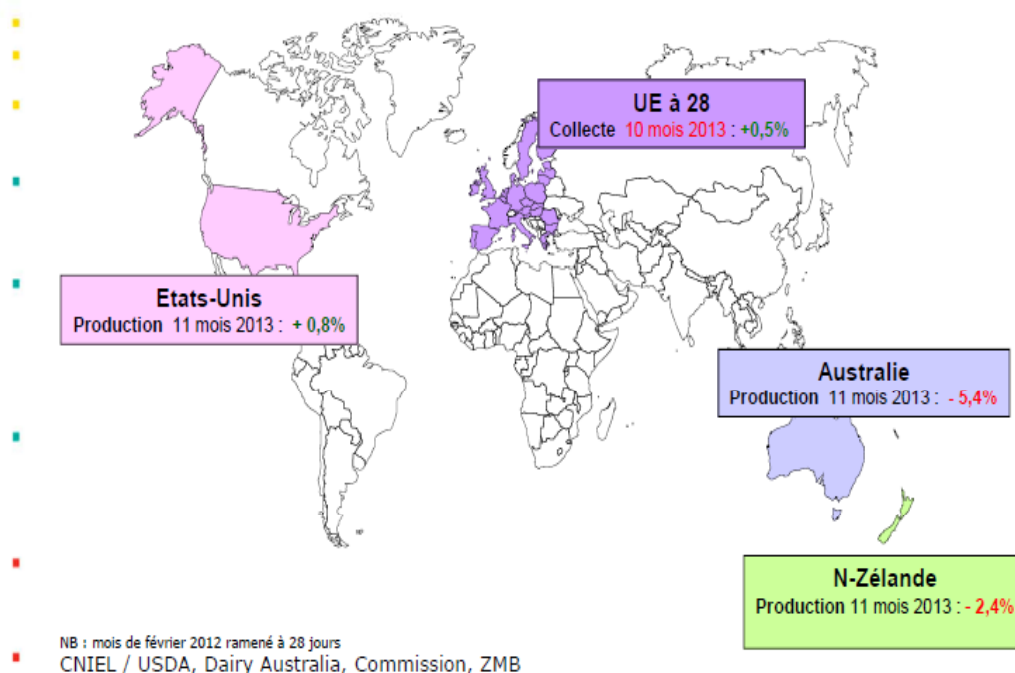 UE à 28
Collecte 10 mois 2013 : +0,5%
Etats-Unis
Production 11 mois 2013 : + 0,8%
Australie
Production 11 mois 2013 : - 5,4%
N-Zélande
Production 11 mois 2013 : - 2,4%
NB : mois de février 2012 ramené à 28 jours
CNIEL / USDA, Dairy Australia, Commission, ZMB